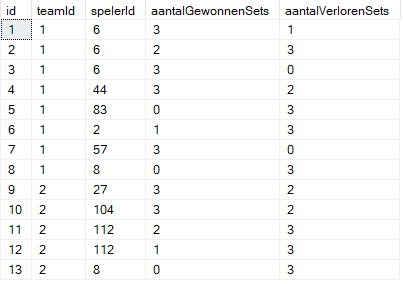 id teamId spelerId aantalGewonnenSets aantalVerlorenSets
1 1 6 3 1
2 1 6 2 3
3 1 6 3 0
4 1 44 3 2
5 1 83 0 3
6 1 2 1 3
7 1 57 3 0
8 1 8 0 3
9 2 27 3 2
10 2 104 3 2
11 2 112 2 3
12 2 112 1 3
13 2 8 0 3